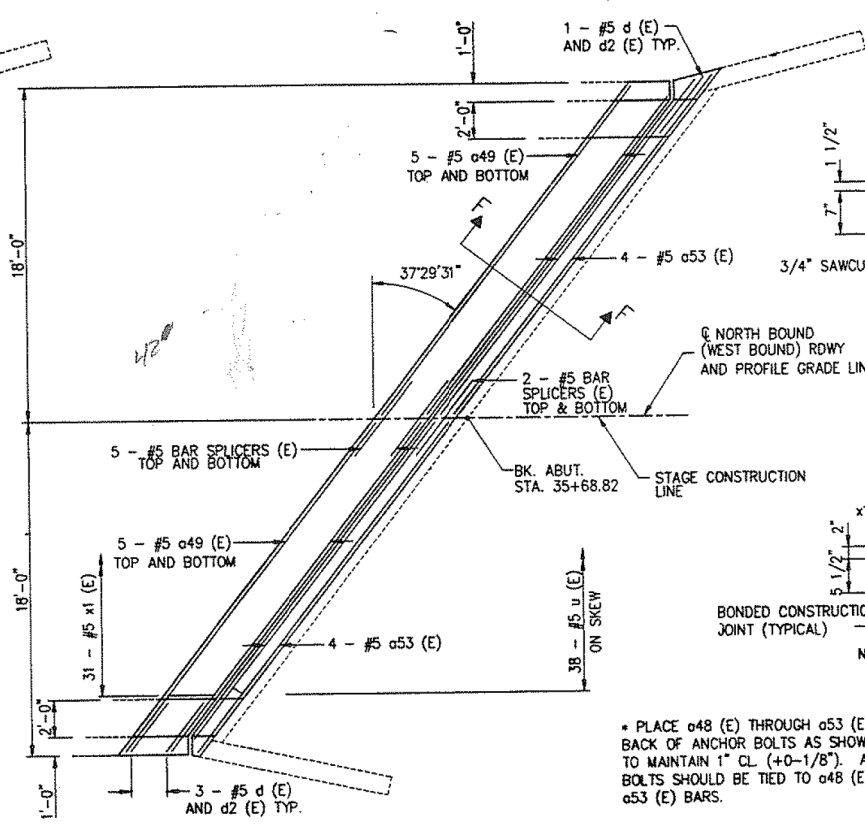 1 - #5 d (E)
AND d2 (E) TYP.
1'-0"
2'-0"
5 - #5 a49 (E)
TOP AND BOTTOM
1 1/2"
7"
18'-0"
37°29'31"
F
4 - #5 a53 (E)
F
3/4" SAWCU
42°
℄ NORTH BOUND
(WEST BOUND) RDWY
AND PROFILE GRADE LIN
2 - #5 BAR
SPLICERS (E)
TOP & BOTTOM
5 - #5 BAR SPLICERS (E)
TOP AND BOTTOM
BK. ABUT.
STA. 35+68.82
STAGE CONSTRUCTION
LINE
5 - #5 a49 (E)
TOP AND BOTTOM
18'-0"
31 - #5 x1 (E)
38 - #5 u (E)
ON SKEW
2"
5 1/2"
BONDED CONSTRUCTIO
JOINT (TYPICAL)
N
4 - #5 a53 (E)
2'-0"
1'-0"
3 - #5 d (E)
AND d2 (E) TYP.
* PLACE a48 (E) THROUGH a53 (E
BACK OF ANCHOR BOLTS AS SHOW
TO MAINTAIN 1" CL (+0-1/8"). A
BOLTS SHOULD BE TIED TO a48 (E
a53 (E) BARS.